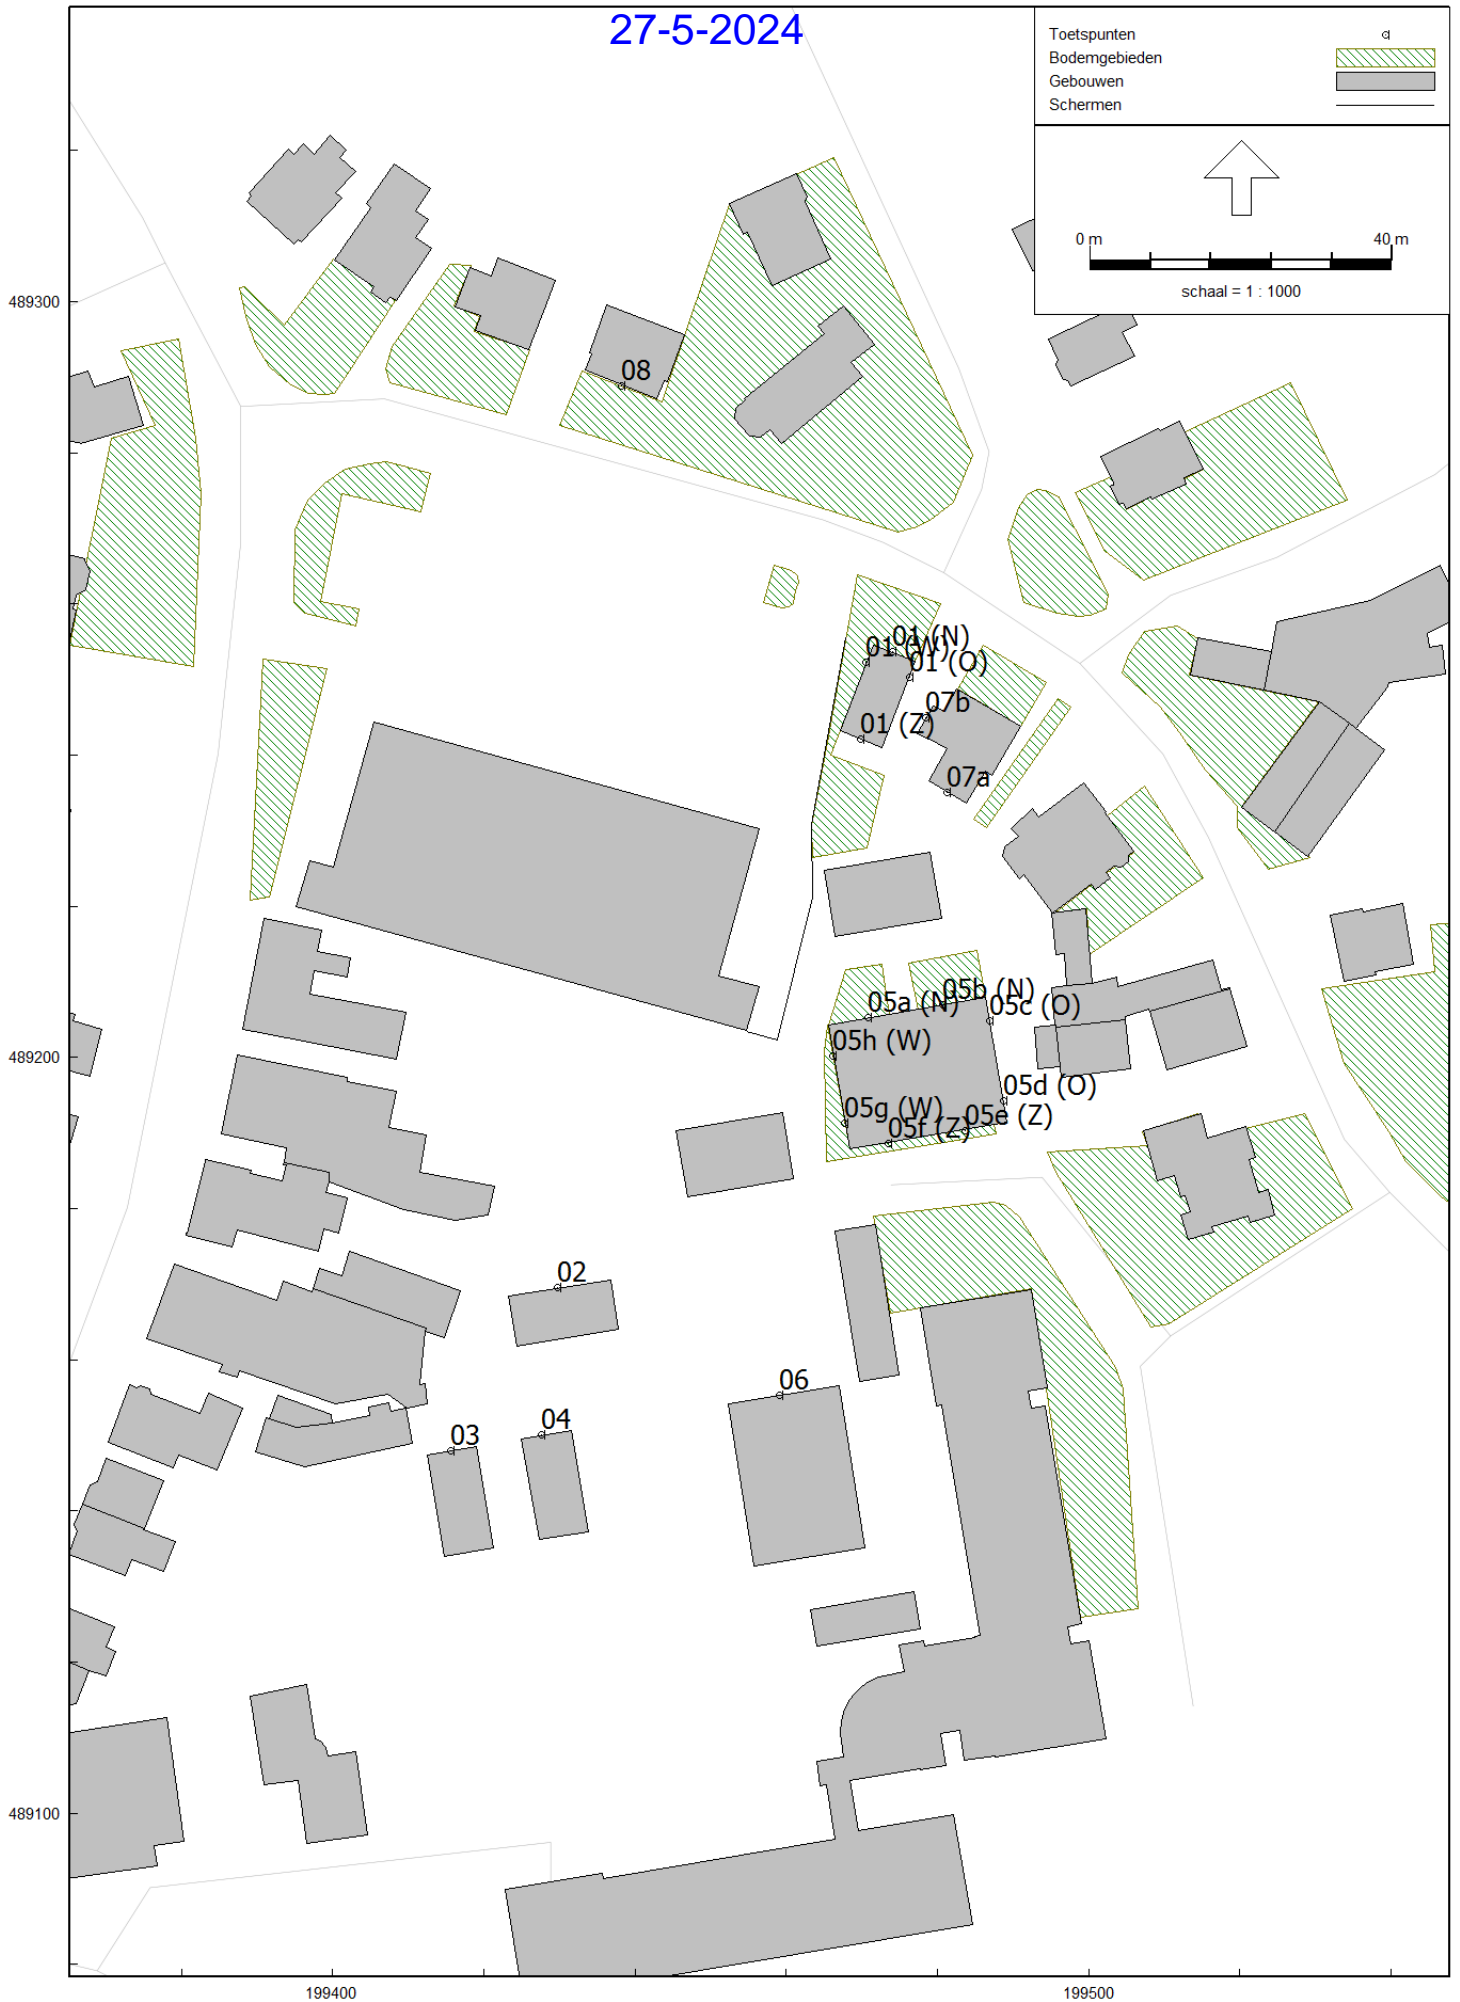 27-5-2024
Toetspunten
Bodemgebieden
Gebouwen
Schermen
0 m 40 m
schaal = 1 : 1000
489300
08
01 (N)
01 (W)
01 (O)
07b
01 (Z)
07a
05b (N)
05a (N)
05c (O)
05h (W)
489200
05d (O)
05g (W)
05e (Z)
05f (Z)
02
06
04
03
489100
199400 199500